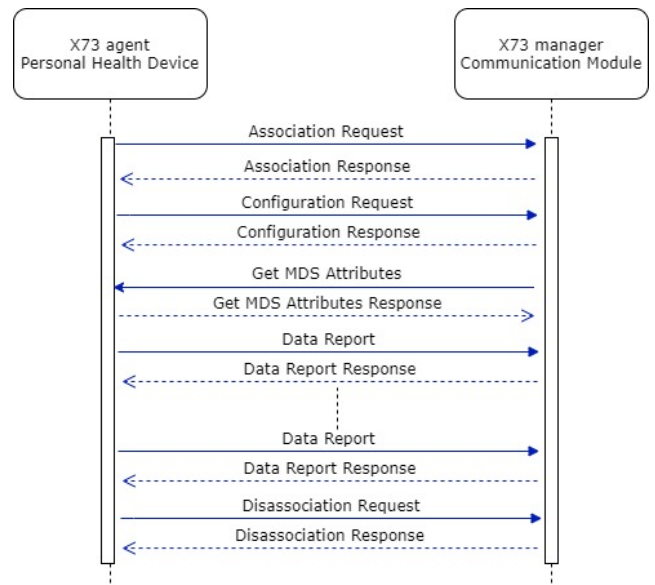 X73 agent
Personal Health Device
X73 manager
Communication Module
Association Request
Association Response
Configuration Request
Configuration Response
Get MDS Attributes
Get MDS Attributes Response
Data Report
Data Report Response
Data Report
Data Report Response
Disassociation Request
Disassociation Response